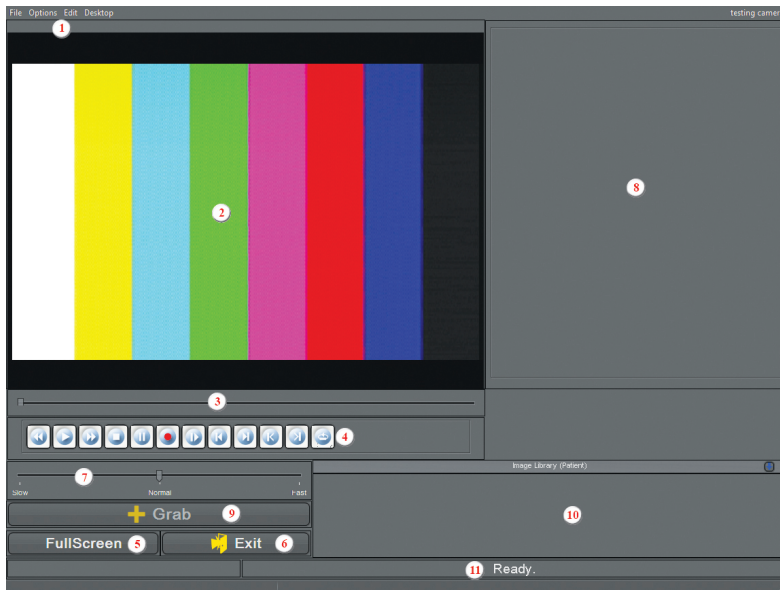 File Options Edit Desktop testing camer
1
2
8
3
4
7
Slow Normal Fast
Image Library (Patient)
Grab 9
10
FullScreen 5 Exit 6
11 Ready.